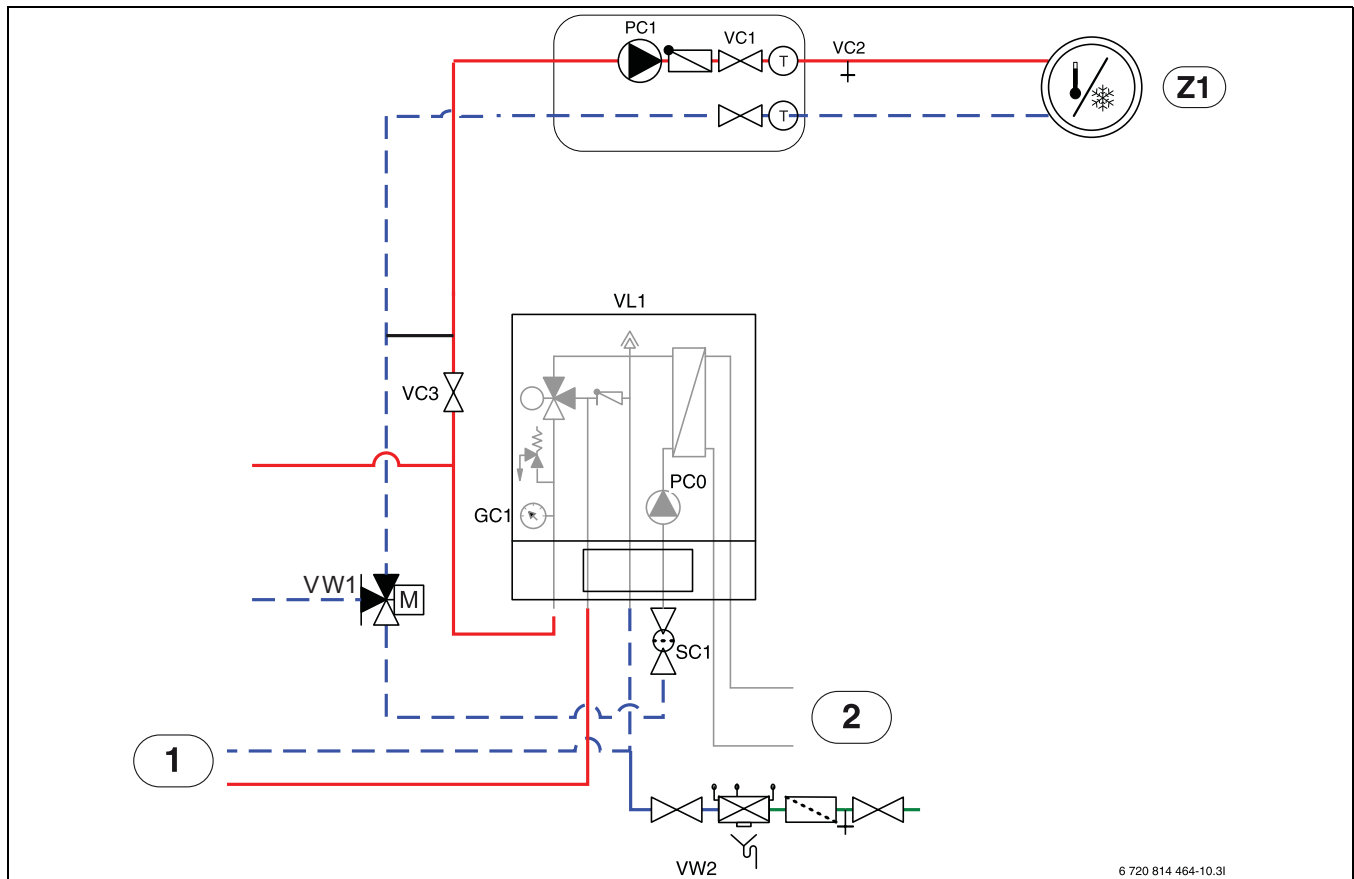 PC1
VC1
VC2
T
T
Z1
VL1
VC3
PC0
GC1
VW1
M
SC1
2
1
VW2
6 720 814 464-10.3I